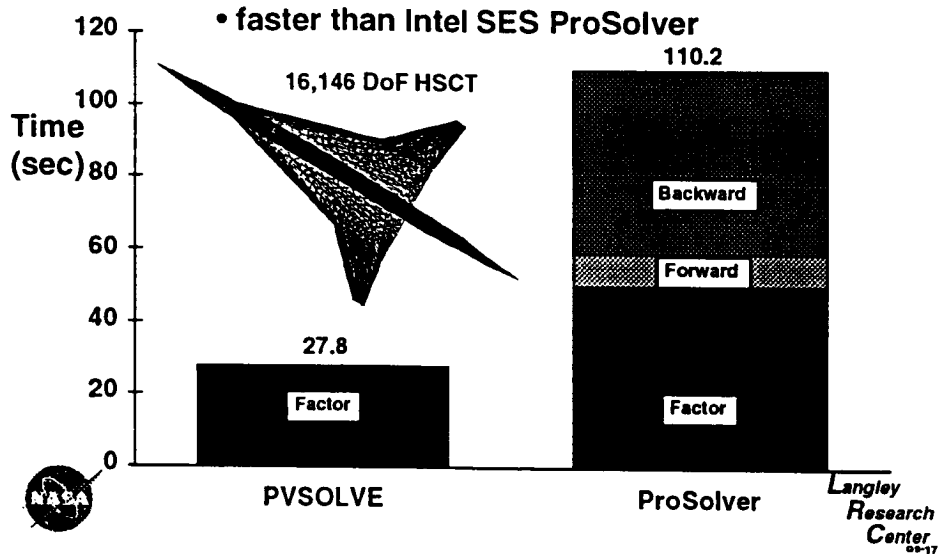 • faster than Intel SES ProSolver
120
100
80
60
40
20
0
Time
(sec)
16,146 DoF HSCT
110.2
Backward
Forward
Factor
27.8
Factor
PVSOLVE
ProSolver
NASA
Langley
Research
Center